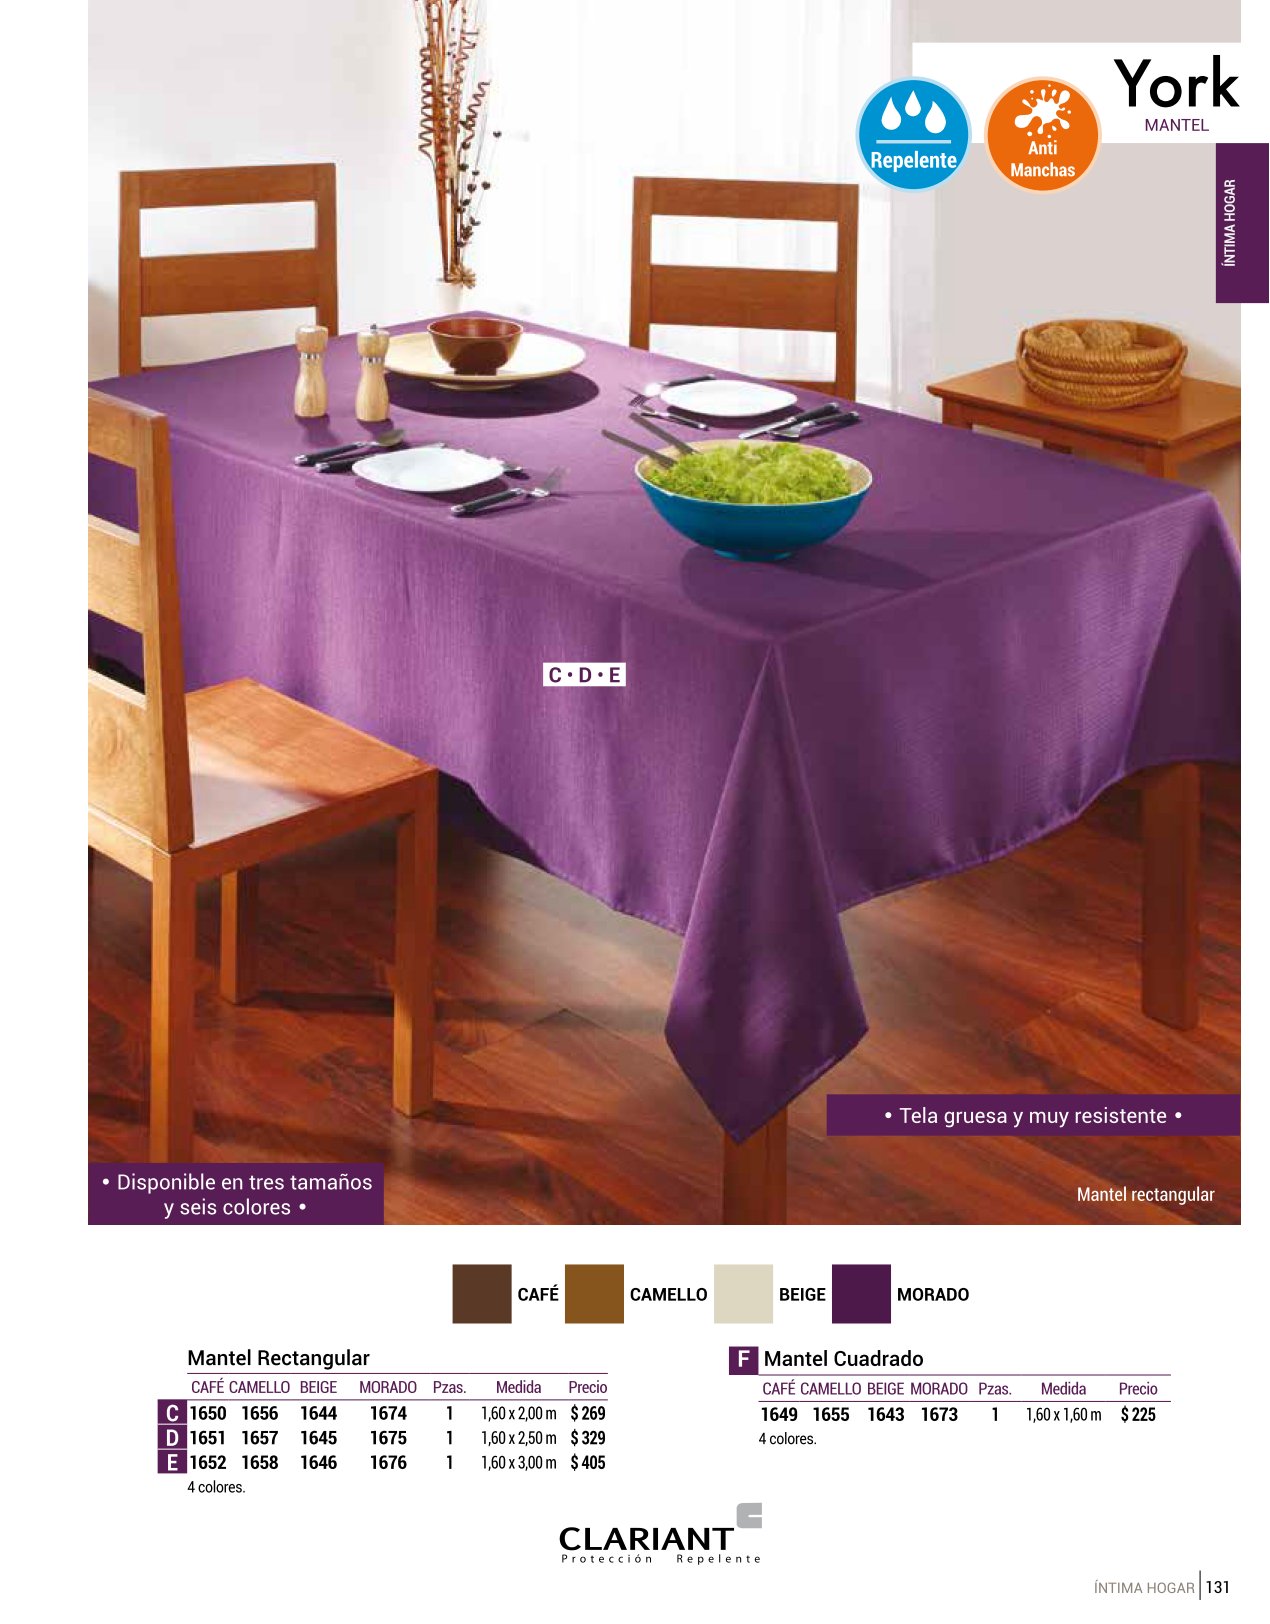 York
MANTEL
Repelente
Anti
Manchas
ÍNTIMA HOGAR
C • D • E
• Tela gruesa y muy resistente •
• Disponible en tres tamaños
y seis colores •
Mantel rectangular
CAFÉ CAMELLO BEIGE MORADO
Mantel Rectangular
CAFÉ CAMELLO BEIGE MORADO Pzas. Medida Precio
C 1650 1656 1644 1674 1 1,60 x 2,00 m $ 269
D 1651 1657 1645 1675 1 1,60 x 2,50 m $ 329
E 1652 1658 1646 1676 1 1,60 x 3,00 m $ 405
4 colores.
F Mantel Cuadrado
CAFÉ CAMELLO BEIGE MORADO Pzas. Medida Precio
1649 1655 1643 1673 1 1,60 x 1,60 m $ 225
4 colores.
CLARIANT
Protección Repelente
ÍNTIMA HOGAR 131